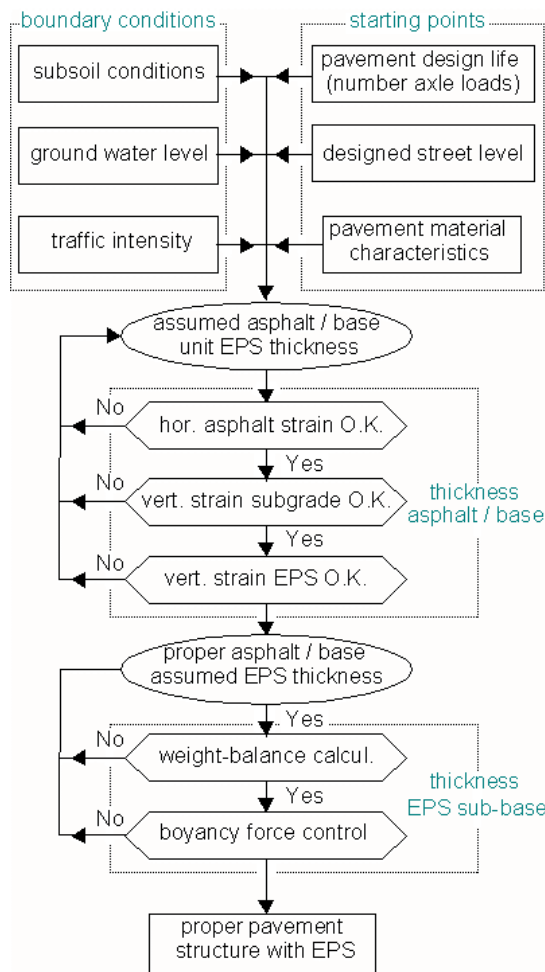 boundary conditions
starting points
subsoil conditions
pavement design life
(number axle loads)
ground water level
designed street level
traffic intensity
pavement material
characteristics
assumed asphalt / base
unit EPS thickness
No
hor. asphalt strain O.K.
Yes
No
vert. strain subgrade O.K.
thickness
asphalt / base
Yes
No
vert. strain EPS O.K.
proper asphalt / base
assumed EPS thickness
Yes
No
weight-balance calcul.
thickness
EPS sub-base
Yes
No
boyancy force control
proper pavement
structure with EPS